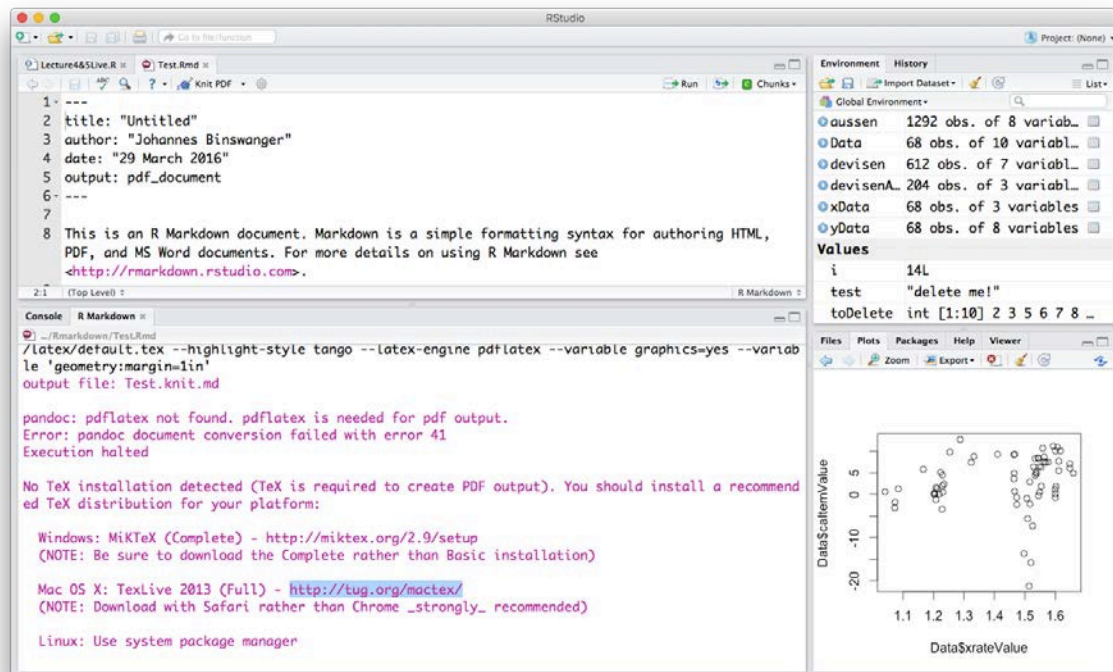 RStudio
Go to file/function
Project: (None)
Lecture4&5Live.R
Test.Rmd
ABC
? Knit PDF
Run
Chunks
1 ---
2 title: "Untitled"
3 author: "Johannes Binswanger"
4 date: "29 March 2016"
5 output: pdf_document
6 ---
7
8 This is an R Markdown document. Markdown is a simple formatting syntax for authoring HTML,
PDF, and MS Word documents. For more details on using R Markdown see
<http://rmarkdown.rstudio.com>.
2:1 (Top Level) R Markdown
Console R Markdown
.../Rmarkdown/Test.Rmd
/latex/default.tex --highlight-style tango --latex-engine pdflatex --variable graphics=yes --variab
le 'geometry:margin=1in'
output file: Test.knit.md
pandoc: pdflatex not found. pdflatex is needed for pdf output.
Error: pandoc document conversion failed with error 41
Execution halted
No TeX installation detected (TeX is required to create PDF output). You should install a recommend
ed TeX distribution for your platform:
Windows: MiKTeX (Complete) - http://miktex.org/2.9/setup
(NOTE: Be sure to download the Complete rather than Basic installation)
Mac OS X: TexLive 2013 (Full) - http://tug.org/mactex/
(NOTE: Download with Safari rather than Chrome _strongly_ recommended)
Linux: Use system package manager
Environment History
Import Dataset List
Global Environment
aussen 1292 obs. of 8 variab…
Data 68 obs. of 10 variabl…
devisen 612 obs. of 7 variabl…
devisenA… 204 obs. of 3 variabl…
xData 68 obs. of 3 variables
yData 68 obs. of 8 variables
Values
i 14L
test "delete me!"
toDelete int [1:10] 2 3 5 6 7 8 …
Files Plots Packages Help Viewer
Zoom Export
Data$caItemValue
5
0
-10
-20
1.1 1.2 1.3 1.4 1.5 1.6
Data$xrateValue